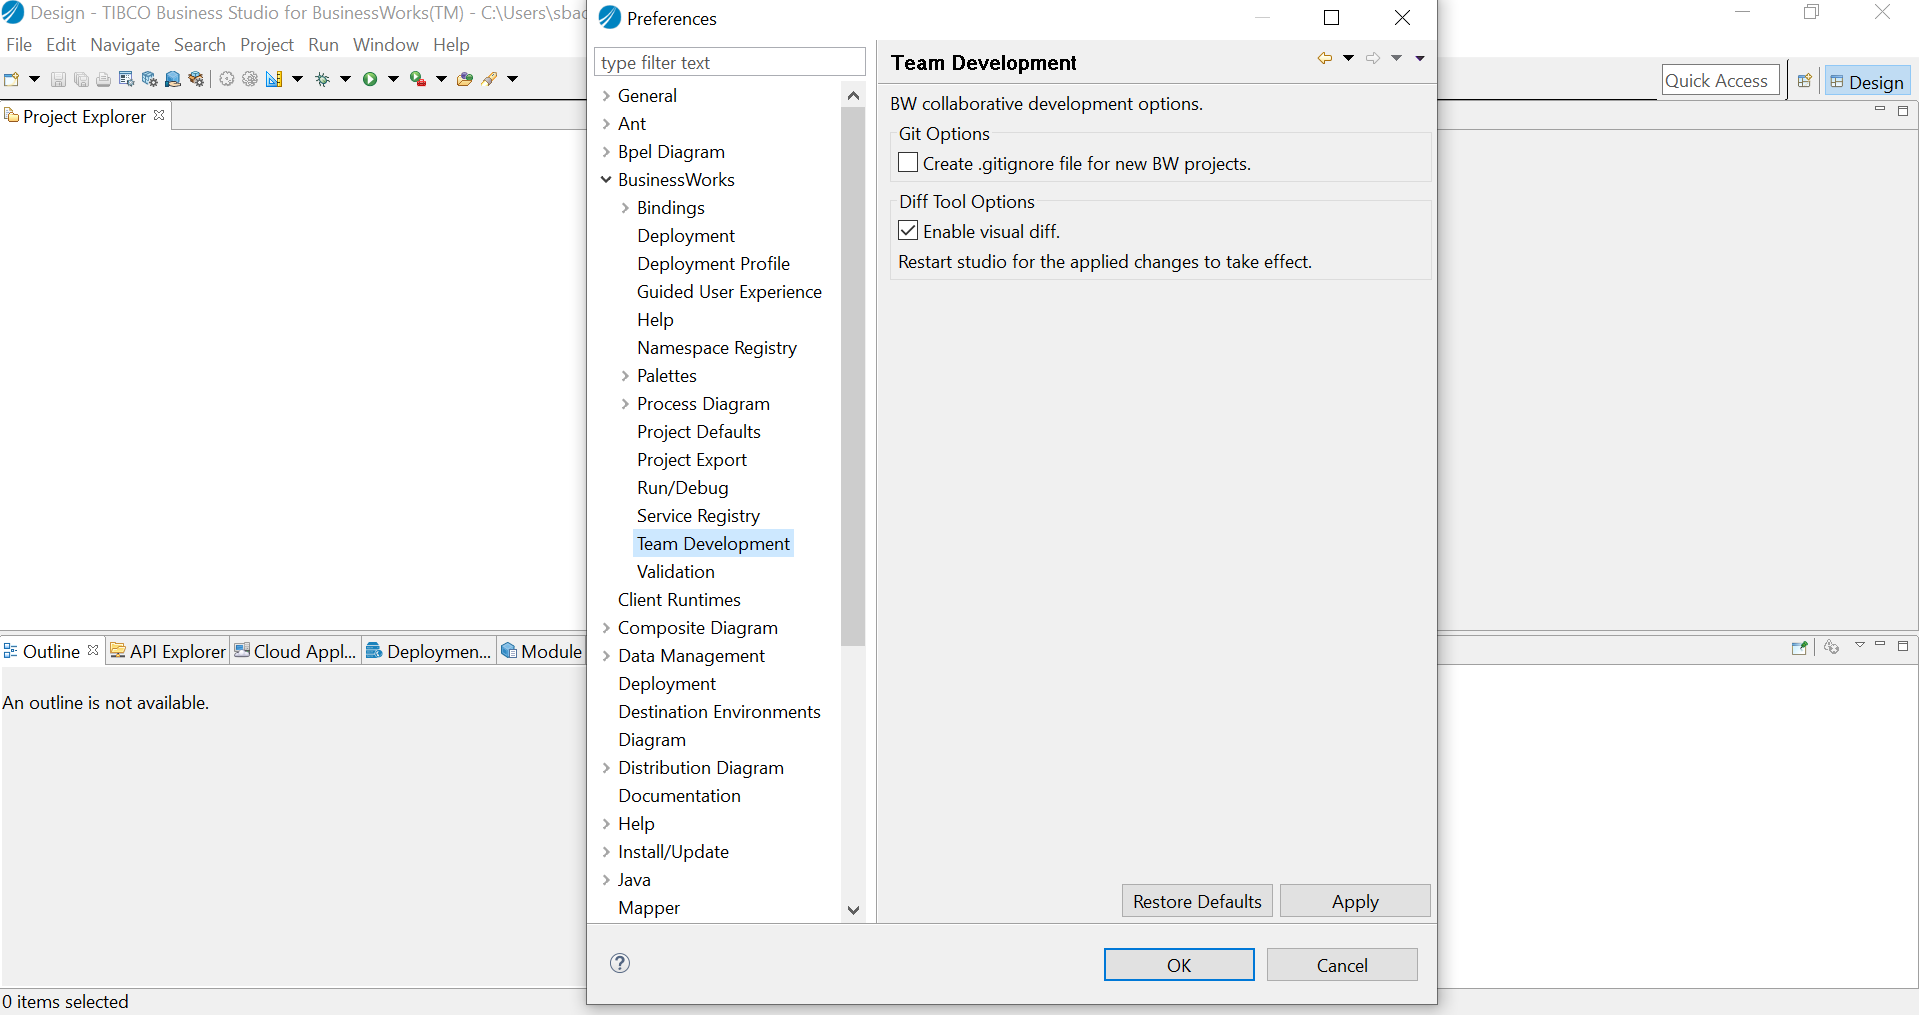 Design - TIBCO Business Studio for BusinessWorks(TM) - C:\Users\sbac
File Edit Navigate Search Project Run Window Help
Quick Access
Design
Project Explorer
Outline
API Explorer
Cloud Appl...
Deploymen...
Module
An outline is not available.
0 items selected
Preferences
type filter text
General
Ant
Bpel Diagram
BusinessWorks
Bindings
Deployment
Deployment Profile
Guided User Experience
Help
Namespace Registry
Palettes
Process Diagram
Project Defaults
Project Export
Run/Debug
Service Registry
Team Development
Validation
Client Runtimes
Composite Diagram
Data Management
Deployment
Destination Environments
Diagram
Distribution Diagram
Documentation
Help
Install/Update
Java
Mapper
Team Development
BW collaborative development options.
Git Options
Create .gitignore file for new BW projects.
Diff Tool Options
Enable visual diff.
Restart studio for the applied changes to take effect.
Restore Defaults
Apply
?
OK
Cancel